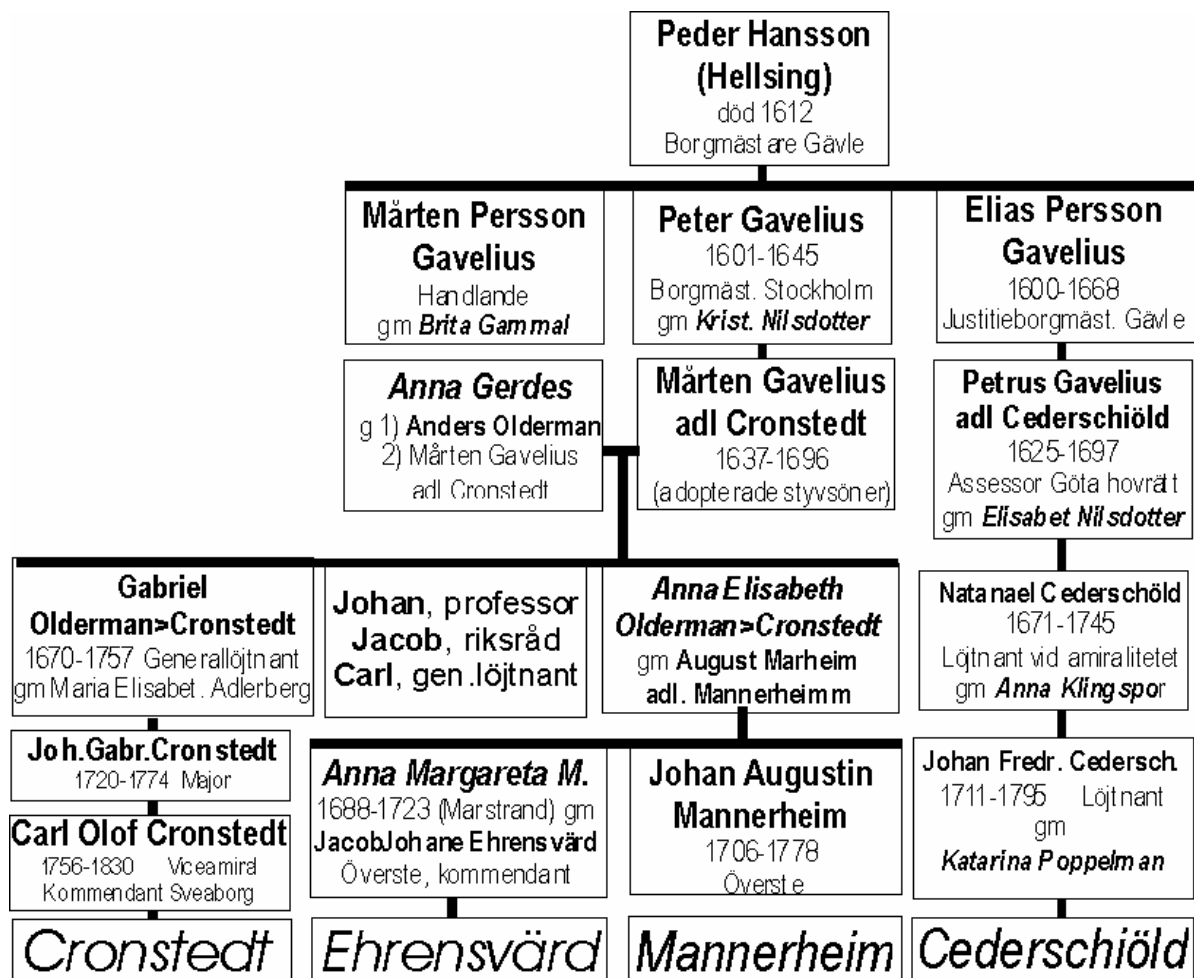 Peder Hansson
(Hellsing)
död 1612
Borgmästare Gävle
Mårten Persson
Gavelius
Handlande
gm Brita Gammal
Peter Gavelius
1601-1645
Borgmäst. Stockholm
gm Krist. Nilsdotter
Elias Persson
Gavelius
1600-1668
Justitieborgmäst. Gävle
Anna Gerdes
g 1) Anders Olderman
2) Mårten Gavelius
adl Cronstedt
Mårten Gavelius
adl Cronstedt
1637-1696
(adopterade styvsöner)
Petrus Gavelius
adl Cederschiöld
1625-1697
Assessor Göta hovrätt
gm Elisabet Nilsdotter
Gabriel
Olderman>Cronstedt
1670-1757 Generallöjtnant
gm Maria Elisabet. Adlerberg
Johan, professor
Jacob, riksråd
Carl, gen.löjtnant
Anna Elisabeth
Olderman>Cronstedt
gm August Marheim
adl. Mannerheimm
Natanael Cederschöld
1671-1745
Löjtnant vid amiralitetet
gm Anna Klingspor
Joh.Gabr.Cronstedt
1720-1774 Major
Carl Olof Cronstedt
1756-1830 Viceamiral
Kommendant Sveaborg
Anna Margareta M.
1688-1723 (Marstrand) gm
JacobJohane Ehrensvärd
Överste, kommendant
Johan Augustin
Mannerheim
1706-1778
Överste
Johan Fredr. Cedersch.
1711-1795 Löjtnant
gm
Katarina Poppelman
Cronstedt
Ehrensvärd
Mannerheim
Cederschiöld